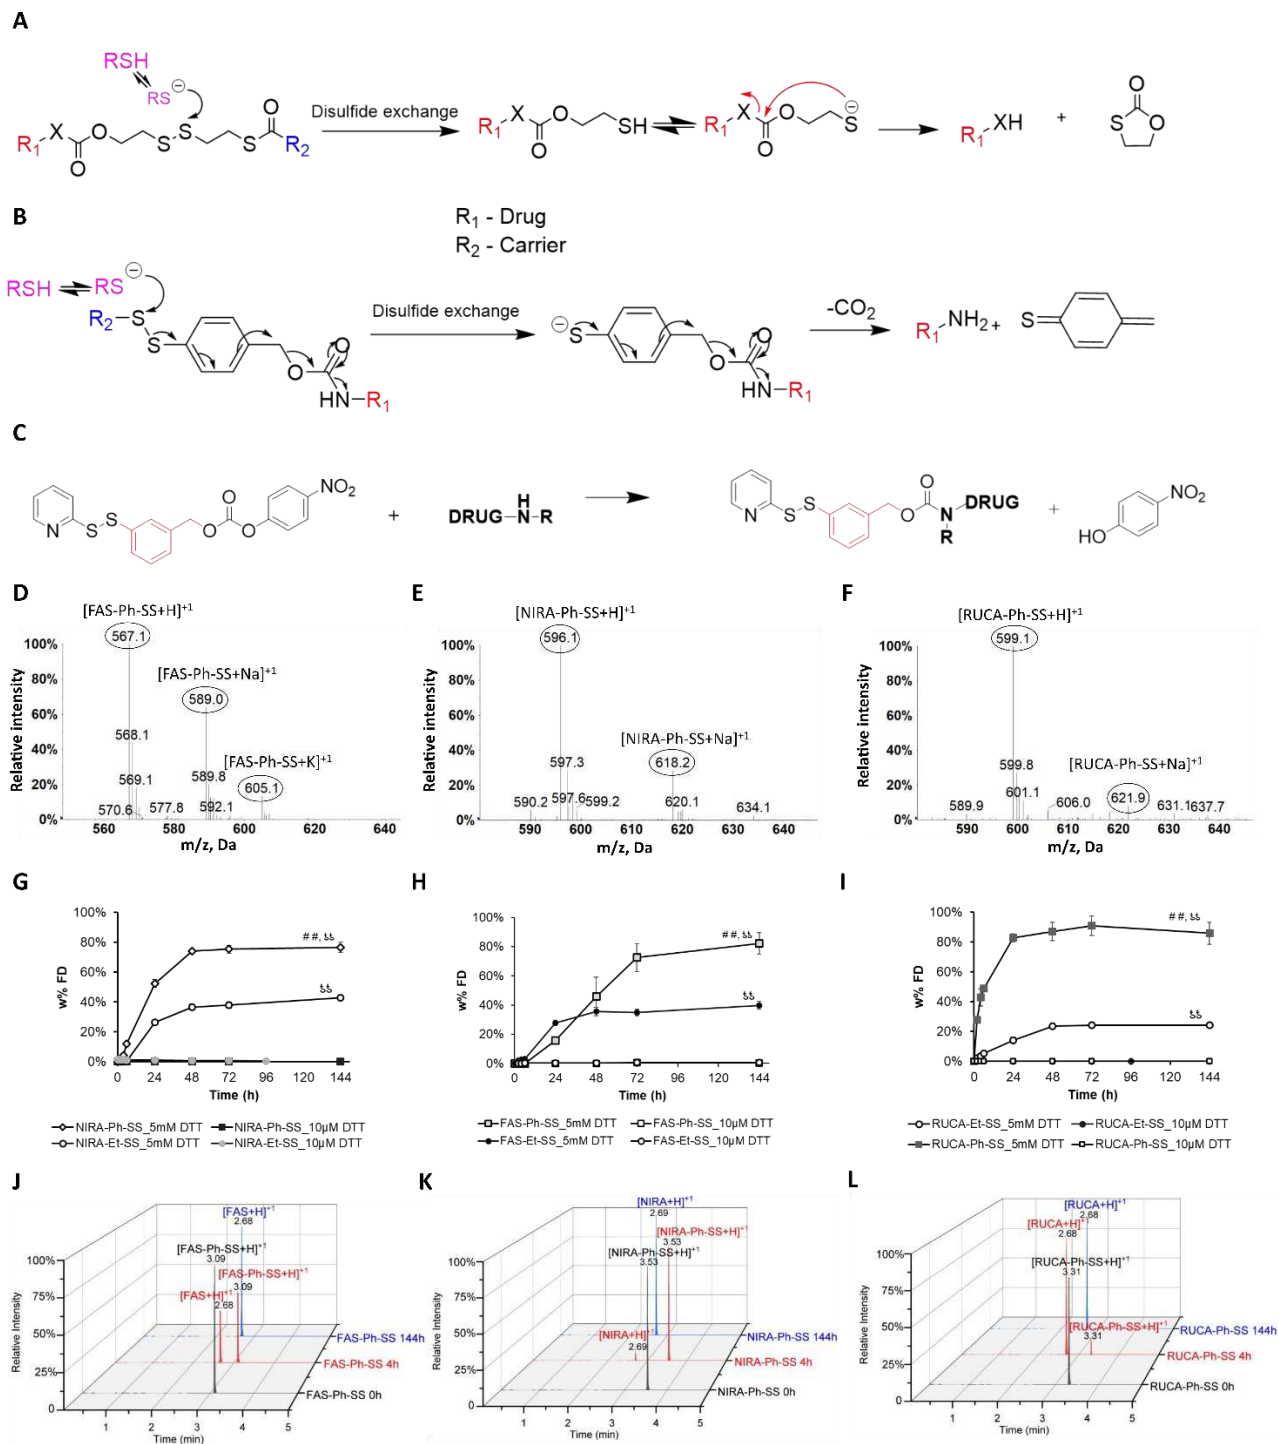 A
RSH
RS⊖
Disulfide exchange
R1 X O O S S S O R2
R1 X O O SH
R1 X O O S⊖
R1 XH
+
O S O
B
R1 - Drug
R2 - Carrier
RSH RS⊖
R2 S S O O HN R1
Disulfide exchange
⊖S O O HN R1
-CO2
R1 NH2 +
S
C
N S S O O O NO2
+
DRUG N H R
N S S O O N DRUG R
+
HO NO2
D
[FAS-Ph-SS+H]+1
567.1
[FAS-Ph-SS+Na]+1
589.0
[FAS-Ph-SS+K]+1
605.1
568.1
569.1
570.6
577.8
589.8
592.1
100%
80%
60%
40%
20%
0%
Relative intensity
560 580 600 620 640
m/z, Da
E
[NIRA-Ph-SS+H]+1
596.1
[NIRA-Ph-SS+Na]+1
618.2
597.3
590.2
597.6
599.2
620.1
634.1
100%
80%
60%
40%
20%
0%
Relative intensity
590 600 610 620 630 640
m/z, Da
F
[RUCA-Ph-SS+H]+1
599.1
[RUCA-Ph-SS+Na]+1
621.9
599.8
601.1
589.9
606.0
631.1
637.7
100%
80%
60%
40%
20%
0%
Relative intensity
590 600 610 620 630 640
m/z, Da
G
100%
80%
60%
40%
20%
0%
w% FD
##, &&
&&
0 24 48 72 96 120 144
Time (h)
NIRA-Ph-SS_5mM DTT
NIRA-Ph-SS_10µM DTT
NIRA-Et-SS_5mM DTT
NIRA-Et-SS_10µM DTT
H
100%
80%
60%
40%
20%
0%
w% FD
##, &&
&&
0 24 48 72 96 120 144
Time (h)
FAS-Ph-SS_5mM DTT
FAS-Ph-SS_10µM DTT
FAS-Et-SS_5mM DTT
FAS-Et-SS_10µM DTT
I
100%
80%
60%
40%
20%
0%
w% FD
##, &&
&&
0 24 48 72 96 120 144
Time (h)
RUCA-Et-SS_5mM DTT
RUCA-Et-SS_10µM DTT
RUCA-Ph-SS_5mM DTT
RUCA-Ph-SS_10µM DTT
J
[FAS+H]+1
2.68
[FAS-Ph-SS+H]+1
3.09
[FAS-Ph-SS+H]+1
3.09
[FAS+H]+1
2.68
100%
75%
50%
25%
0
Relative Intensity
FAS-Ph-SS 144h
FAS-Ph-SS 4h
FAS-Ph-SS 0h
1 2 3 4 5
Time (min)
K
[NIRA+H]+1
2.69
[NIRA-Ph-SS+H]+1
3.53
[NIRA-Ph-SS+H]+1
3.53
[NIRA+H]+1
2.69
100%
75%
50%
25%
0
Relative Intensity
NIRA-Ph-SS 144h
NIRA-Ph-SS 4h
NIRA-Ph-SS 0h
1 2 3 4 5
Time (min)
L
[RUCA+H]+1
2.68
[RUCA+H]+1
2.68
[RUCA-Ph-SS+H]+1
3.31
[RUCA-Ph-SS+H]+1
3.31
100%
75%
50%
25%
0
Relative Intensity
RUCA-Ph-SS 144h
RUCA-Ph-SS 4h
RUCA-Ph-SS 0h
1 2 3 4 5
Time (min)